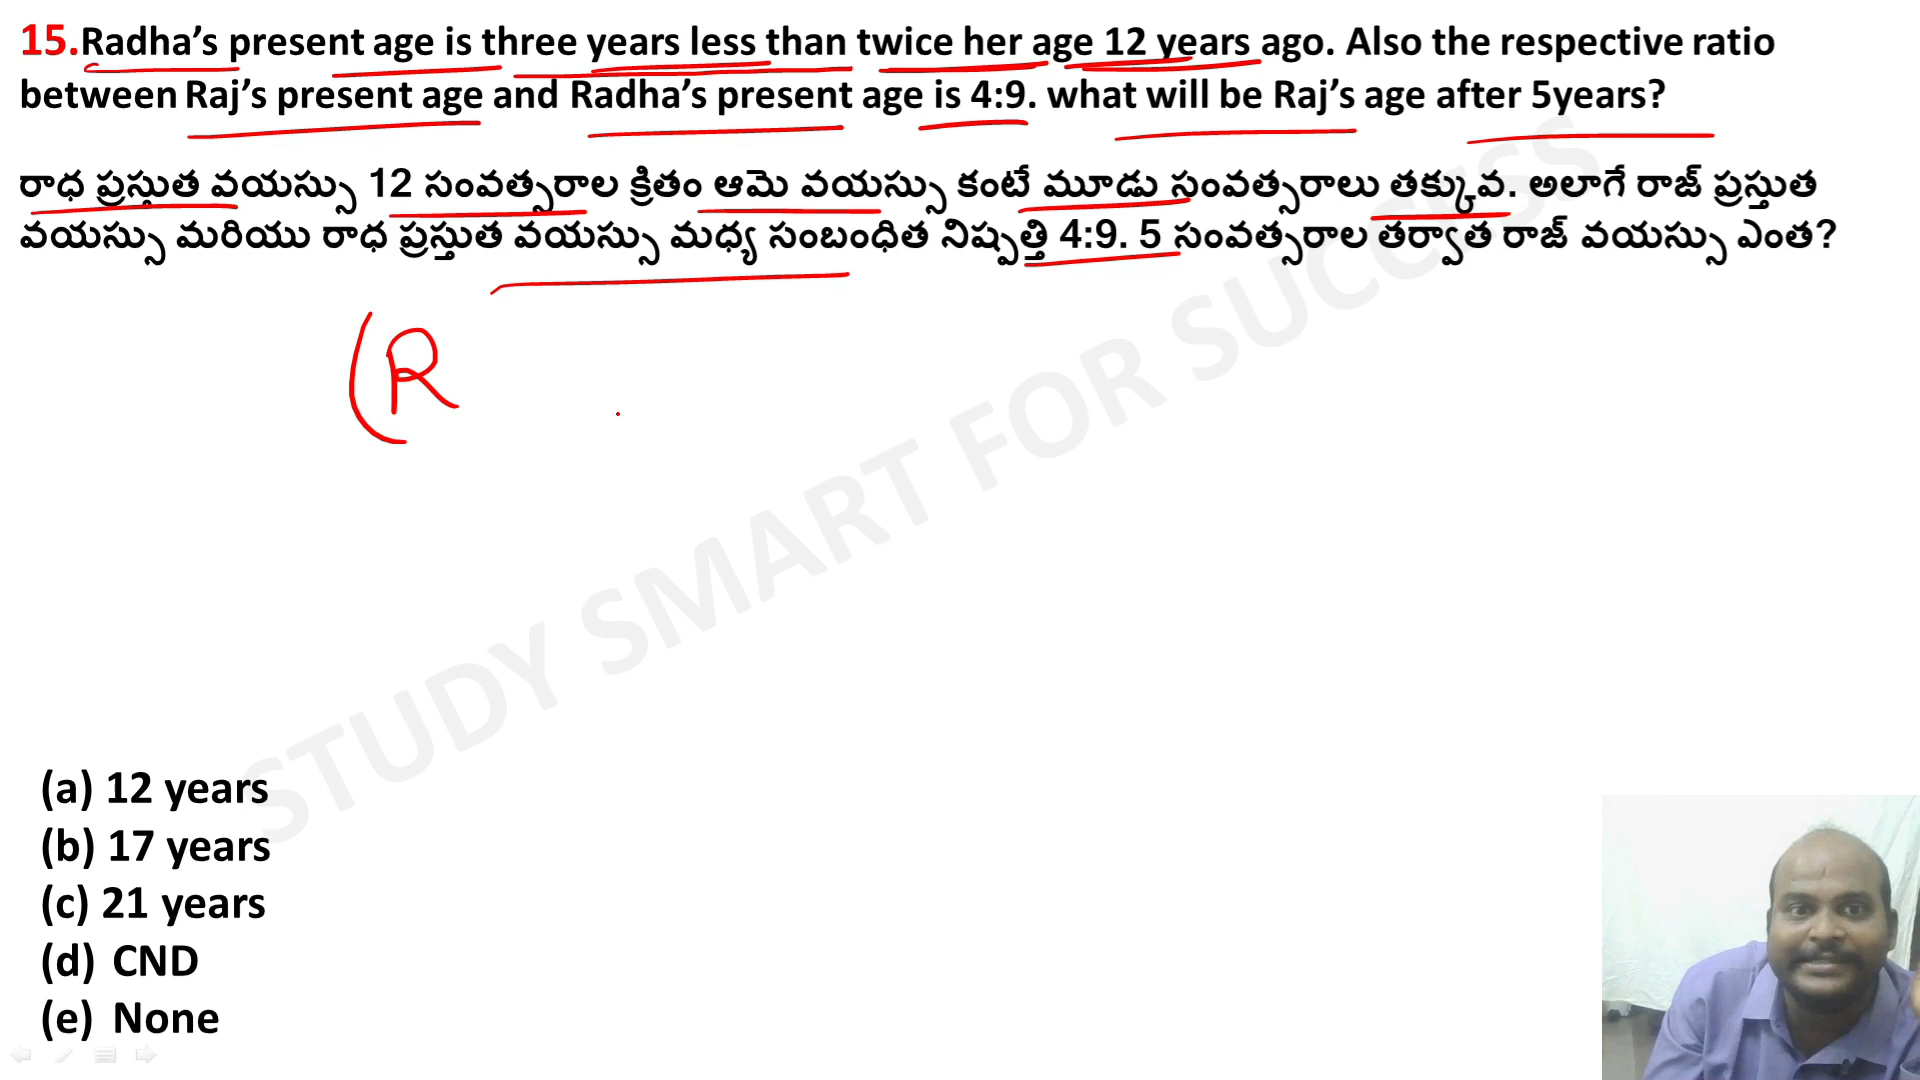 15.Radha’s present age is three years less than twice her age 12 years ago. Also the respective ratio
between Raj’s present age and Radha’s present age is 4:9. what will be Raj’s age after 5years?
రాధ ప్రస్తుత వయస్సు 12 సంవత్సరాల క్రితం ఆమె వయస్సు కంటే మూడు సంవత్సరాలు తక్కువ. అలాగే రాజ్ ప్రస్తుత
వయస్సు మరియు రాధ ప్రస్తుత వయస్సు మధ్య సంబంధిత నిష్పత్తి 4:9. 5 సంవత్సరాల తర్వాత రాజ్ వయస్సు ఎంత?
(R
STUDY SMART FOR SUCCESS
(a) 12 years
(b) 17 years
(c) 21 years
(d) CND
(e) None